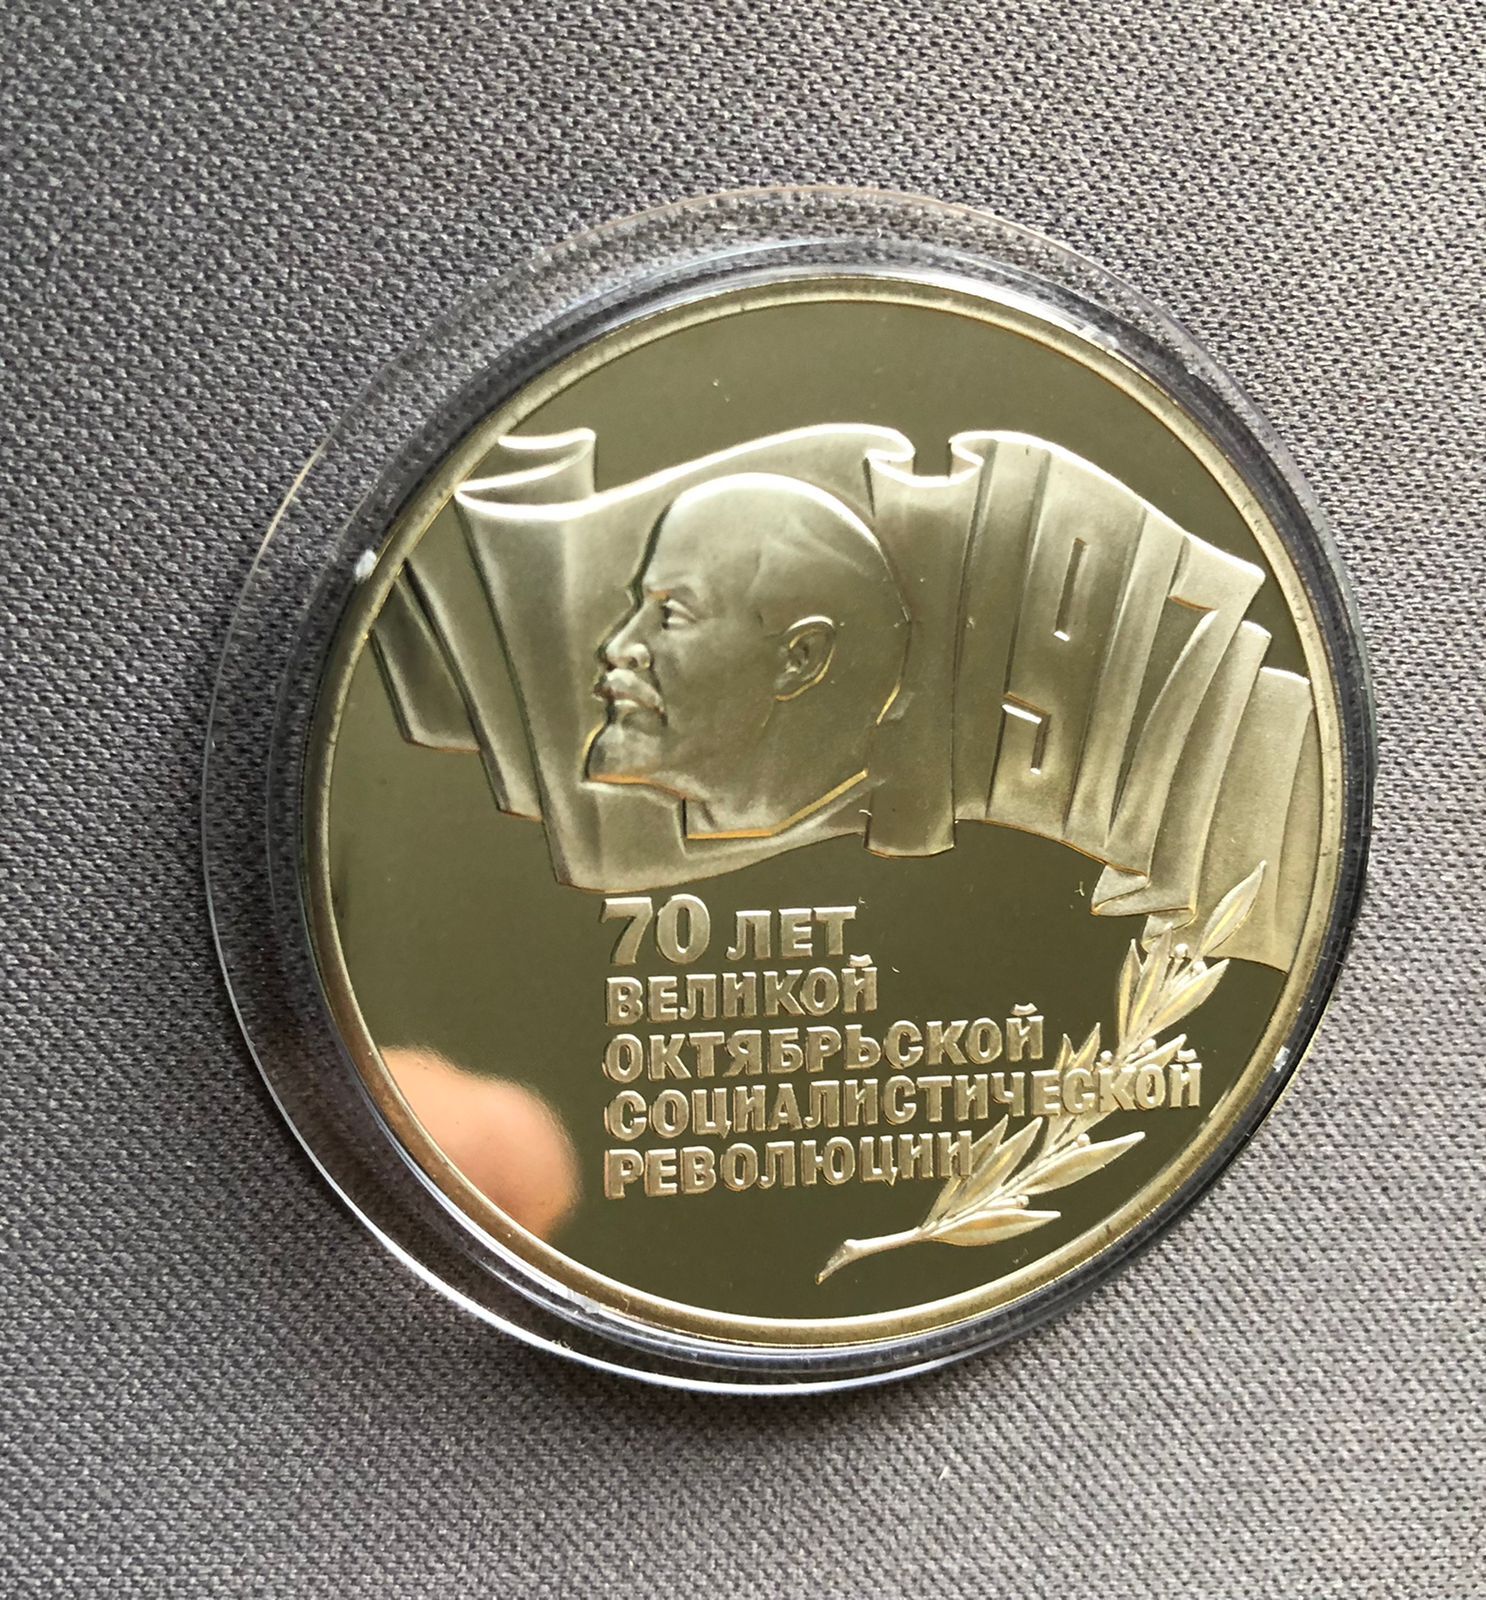 1917
70 ЛЕТ
ВЕЛИКОЙ
ОКТЯБРЬСКОЙ
СОЦИАЛИСТИЧЕСКОЙ
РЕВОЛЮЦИИ